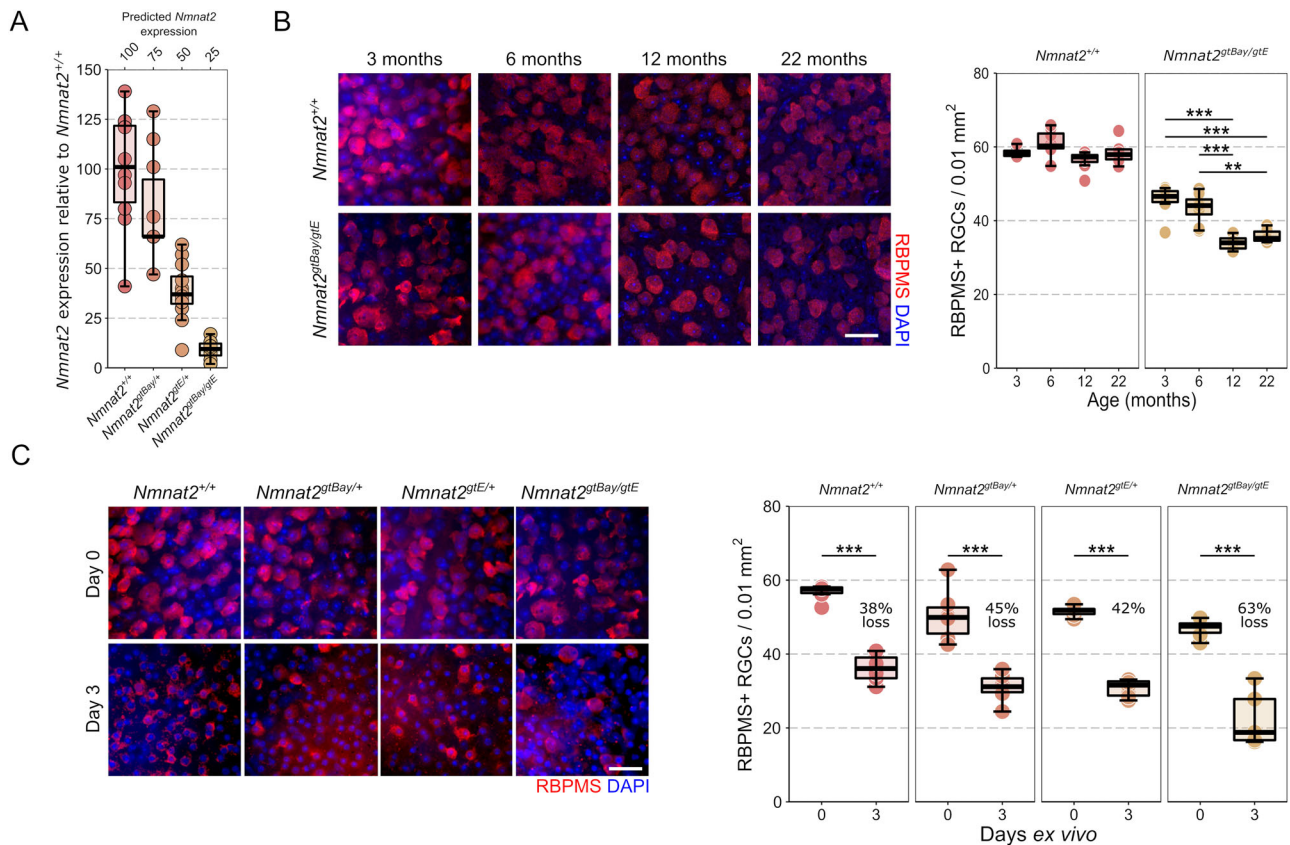 A
Predicted Nmnat2
expression
100 75 50 25
Nmnat2 expression relative to Nmnat2+/+
150
125
100
75
50
25
0
Nmnat2+/+
Nmnat2gtBay/+
Nmnat2gtE/+
Nmnat2gtBay/gtE
B
3 months 6 months 12 months 22 months
Nmnat2+/+
Nmnat2gtBay/gtE
RBPMS DAPI
Nmnat2+/+ Nmnat2gtBay/gtE
RBPMS+ RGCs / 0.01 mm2
80
60
40
20
0
***
***
***
**
3 6 12 22 3 6 12 22
Age (months)
C
Nmnat2+/+ Nmnat2gtBay/+ Nmnat2gtE/+ Nmnat2gtBay/gtE
Day 0
Day 3
RBPMS DAPI
Nmnat2+/+ Nmnat2gtBay/+ Nmnat2gtE/+ Nmnat2gtBay/gtE
RBPMS+ RGCs / 0.01 mm2
80
60
40
20
0
*** *** *** ***
38% 45% 42% 63%
loss loss loss
0 3 0 3 0 3 0 3
Days ex vivo